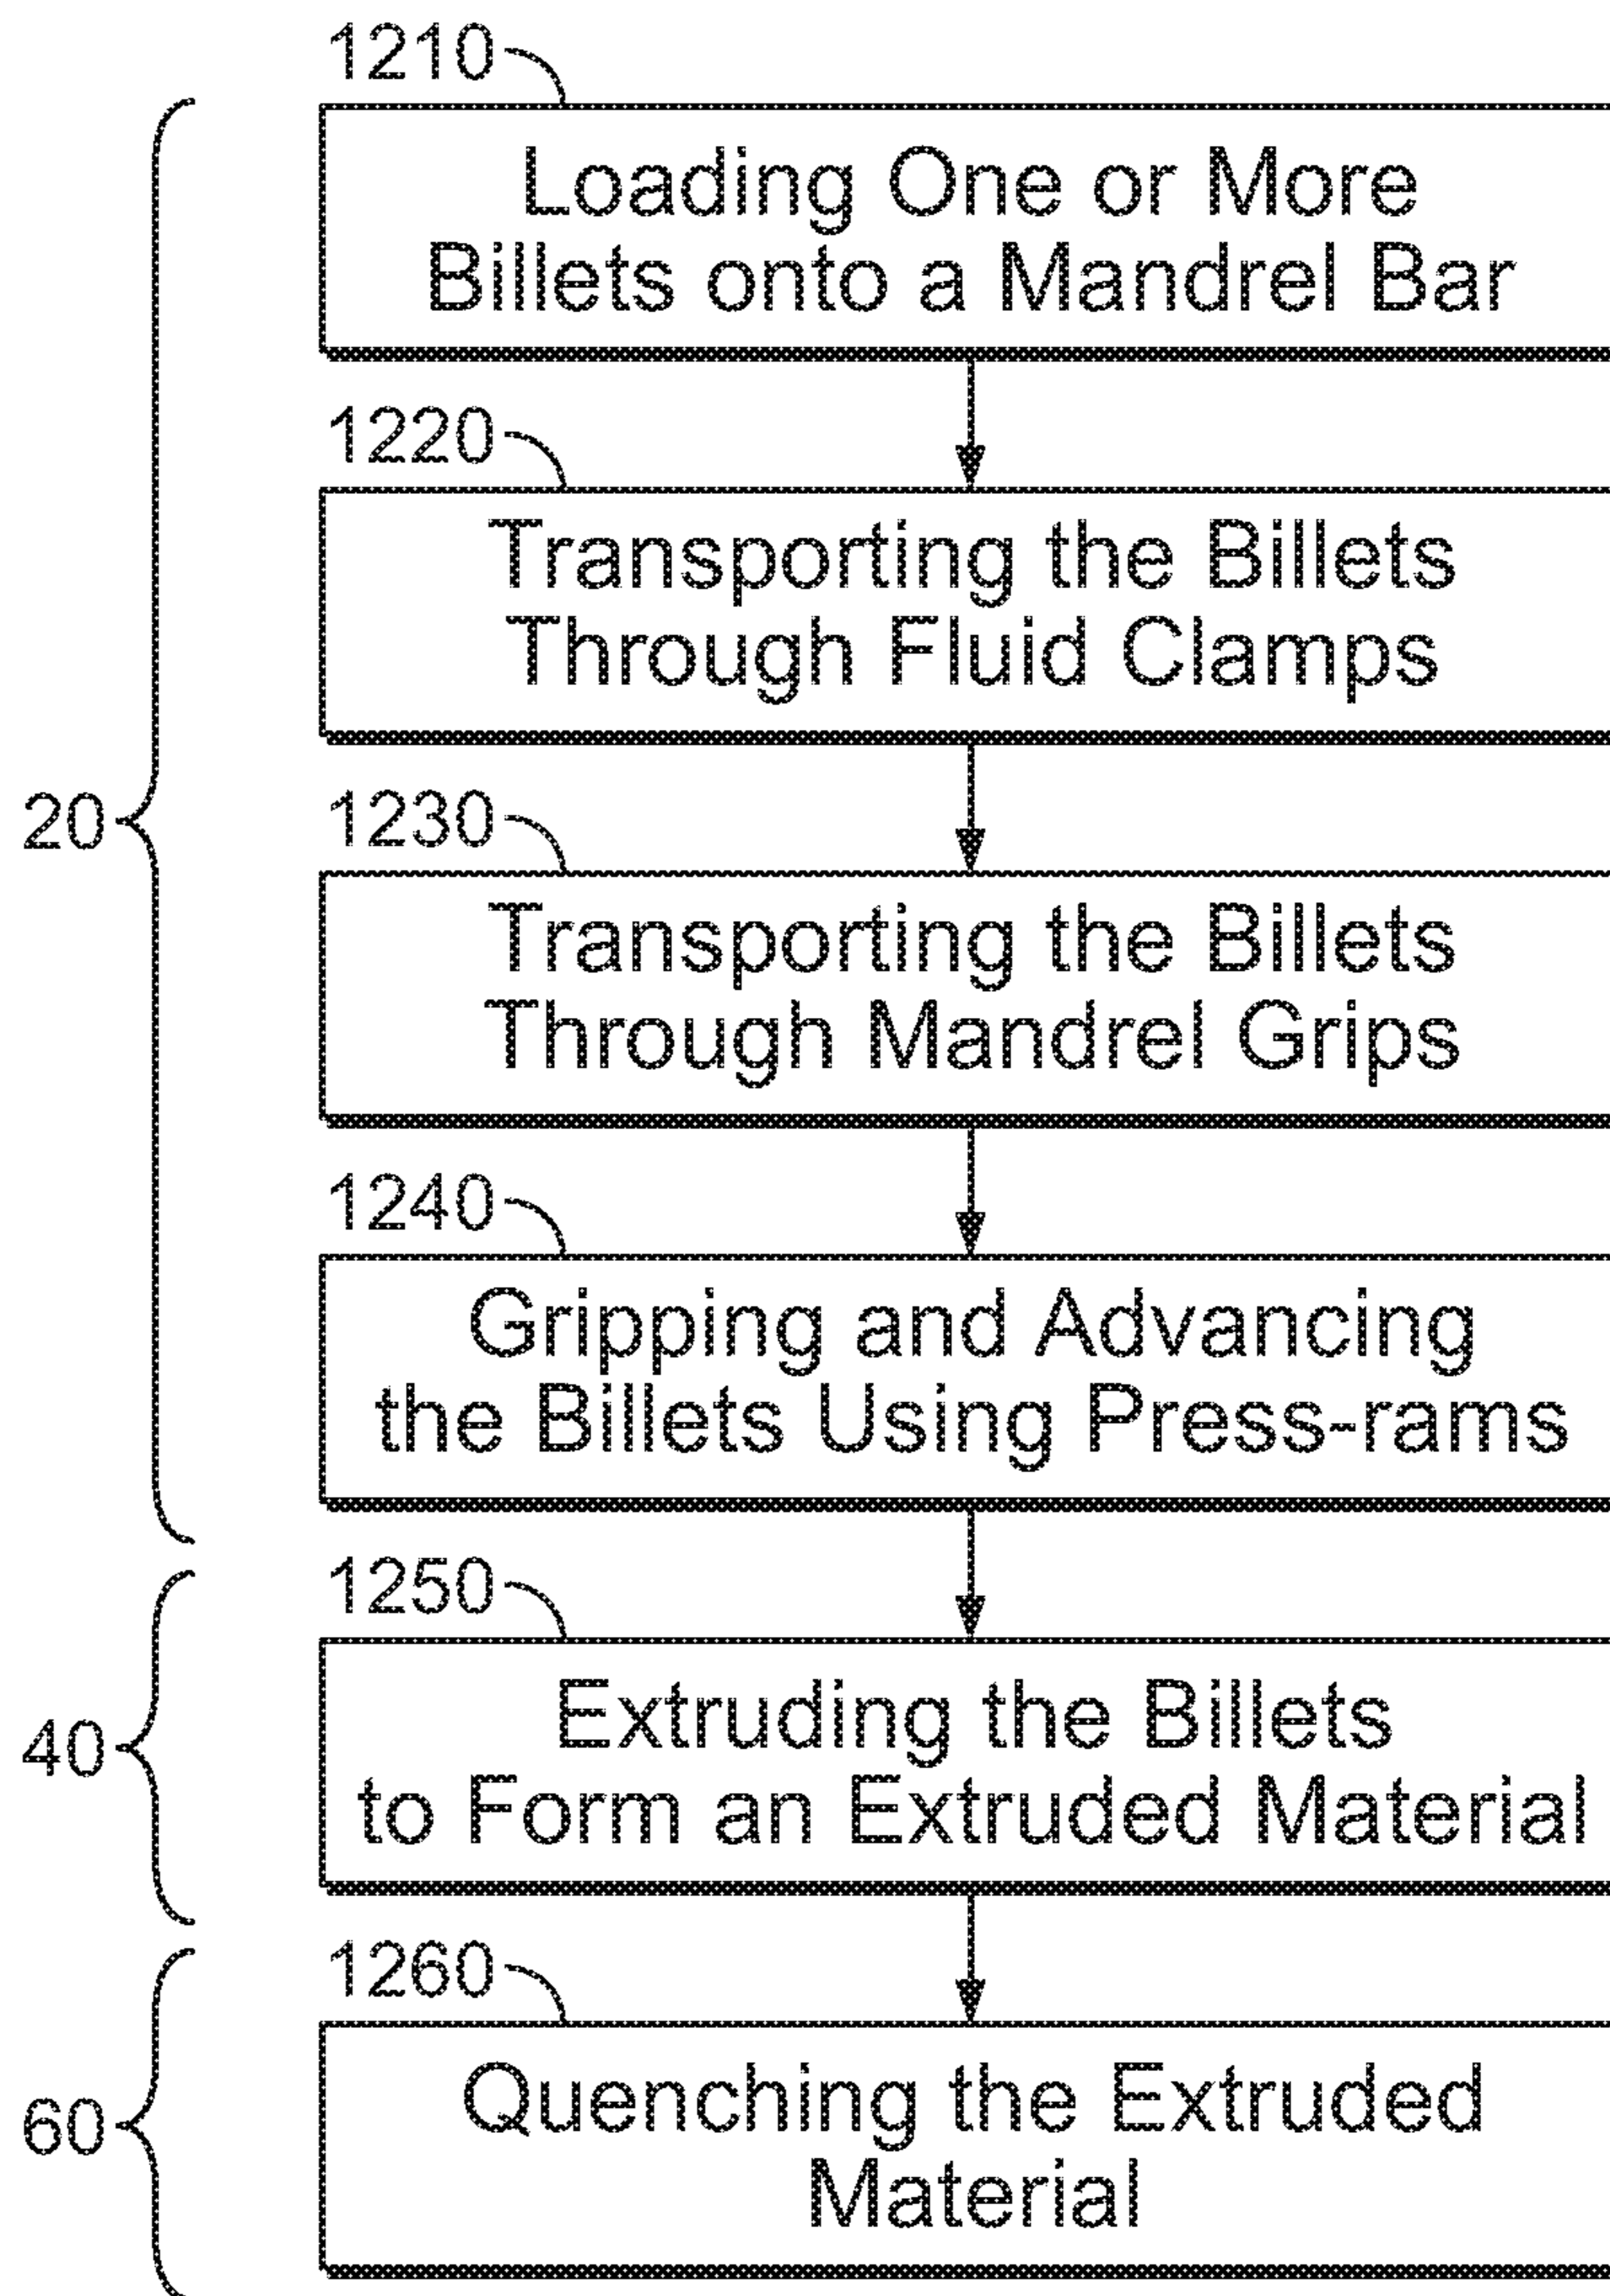 1210
Loading One or More
Billets onto a Mandrel Bar
1220
Transporting the Billets
Through Fluid Clamps
20
1230
Transporting the Billets
Through Mandrel Grips
1240
Gripping and Advancing
the Billets Using Press-rams
1250
Extruding the Billets
to Form an Extruded Material
40
1260
Quenching the Extruded
Material
60